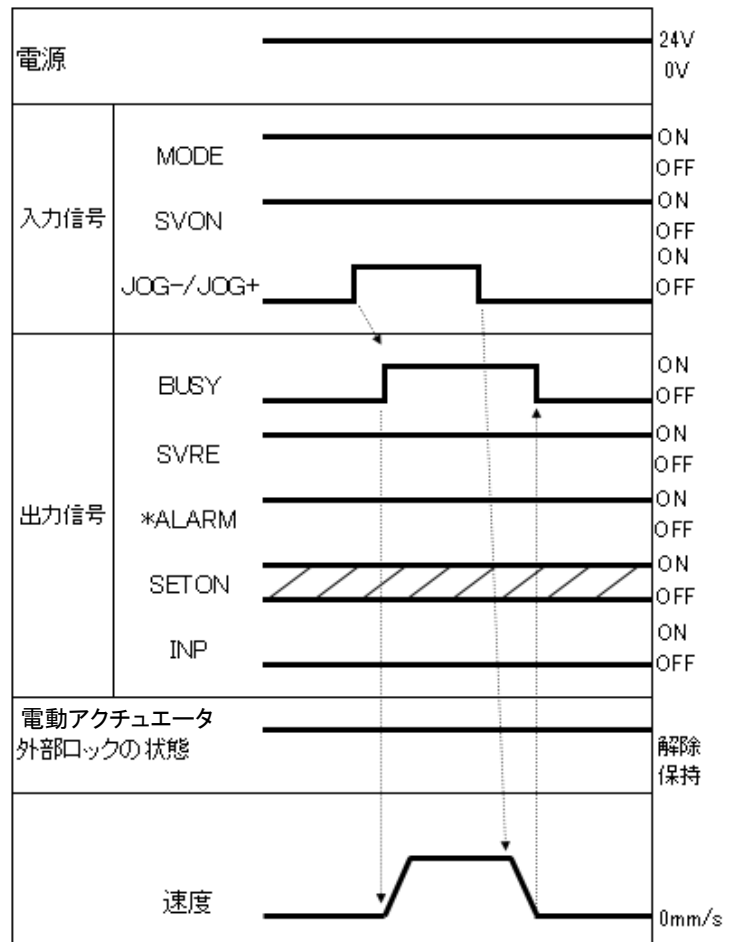 電源
24V
0V
入力信号
MODE
ON
OFF
SVON
ON
OFF
JOG-/JOG+
ON
OFF
出力信号
BUSY
ON
OFF
SVRE
ON
OFF
*ALARM
ON
OFF
SETON
ON
OFF
INP
ON
OFF
電動アクチュエータ
外部ロックの状態
解除
保持
速度
0mm/s